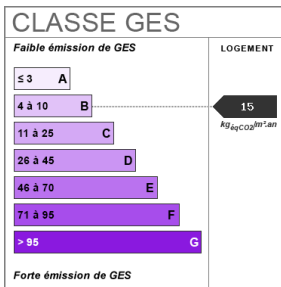 CLASSE GES
Faible émission de GES
LOGEMENT
≤ 3 A
4 à 10 B
15
kgéqCO2/m².an
11 à 25 C
26 à 45 D
46 à 70 E
71 à 95 F
> 95 G
Forte émission de GES